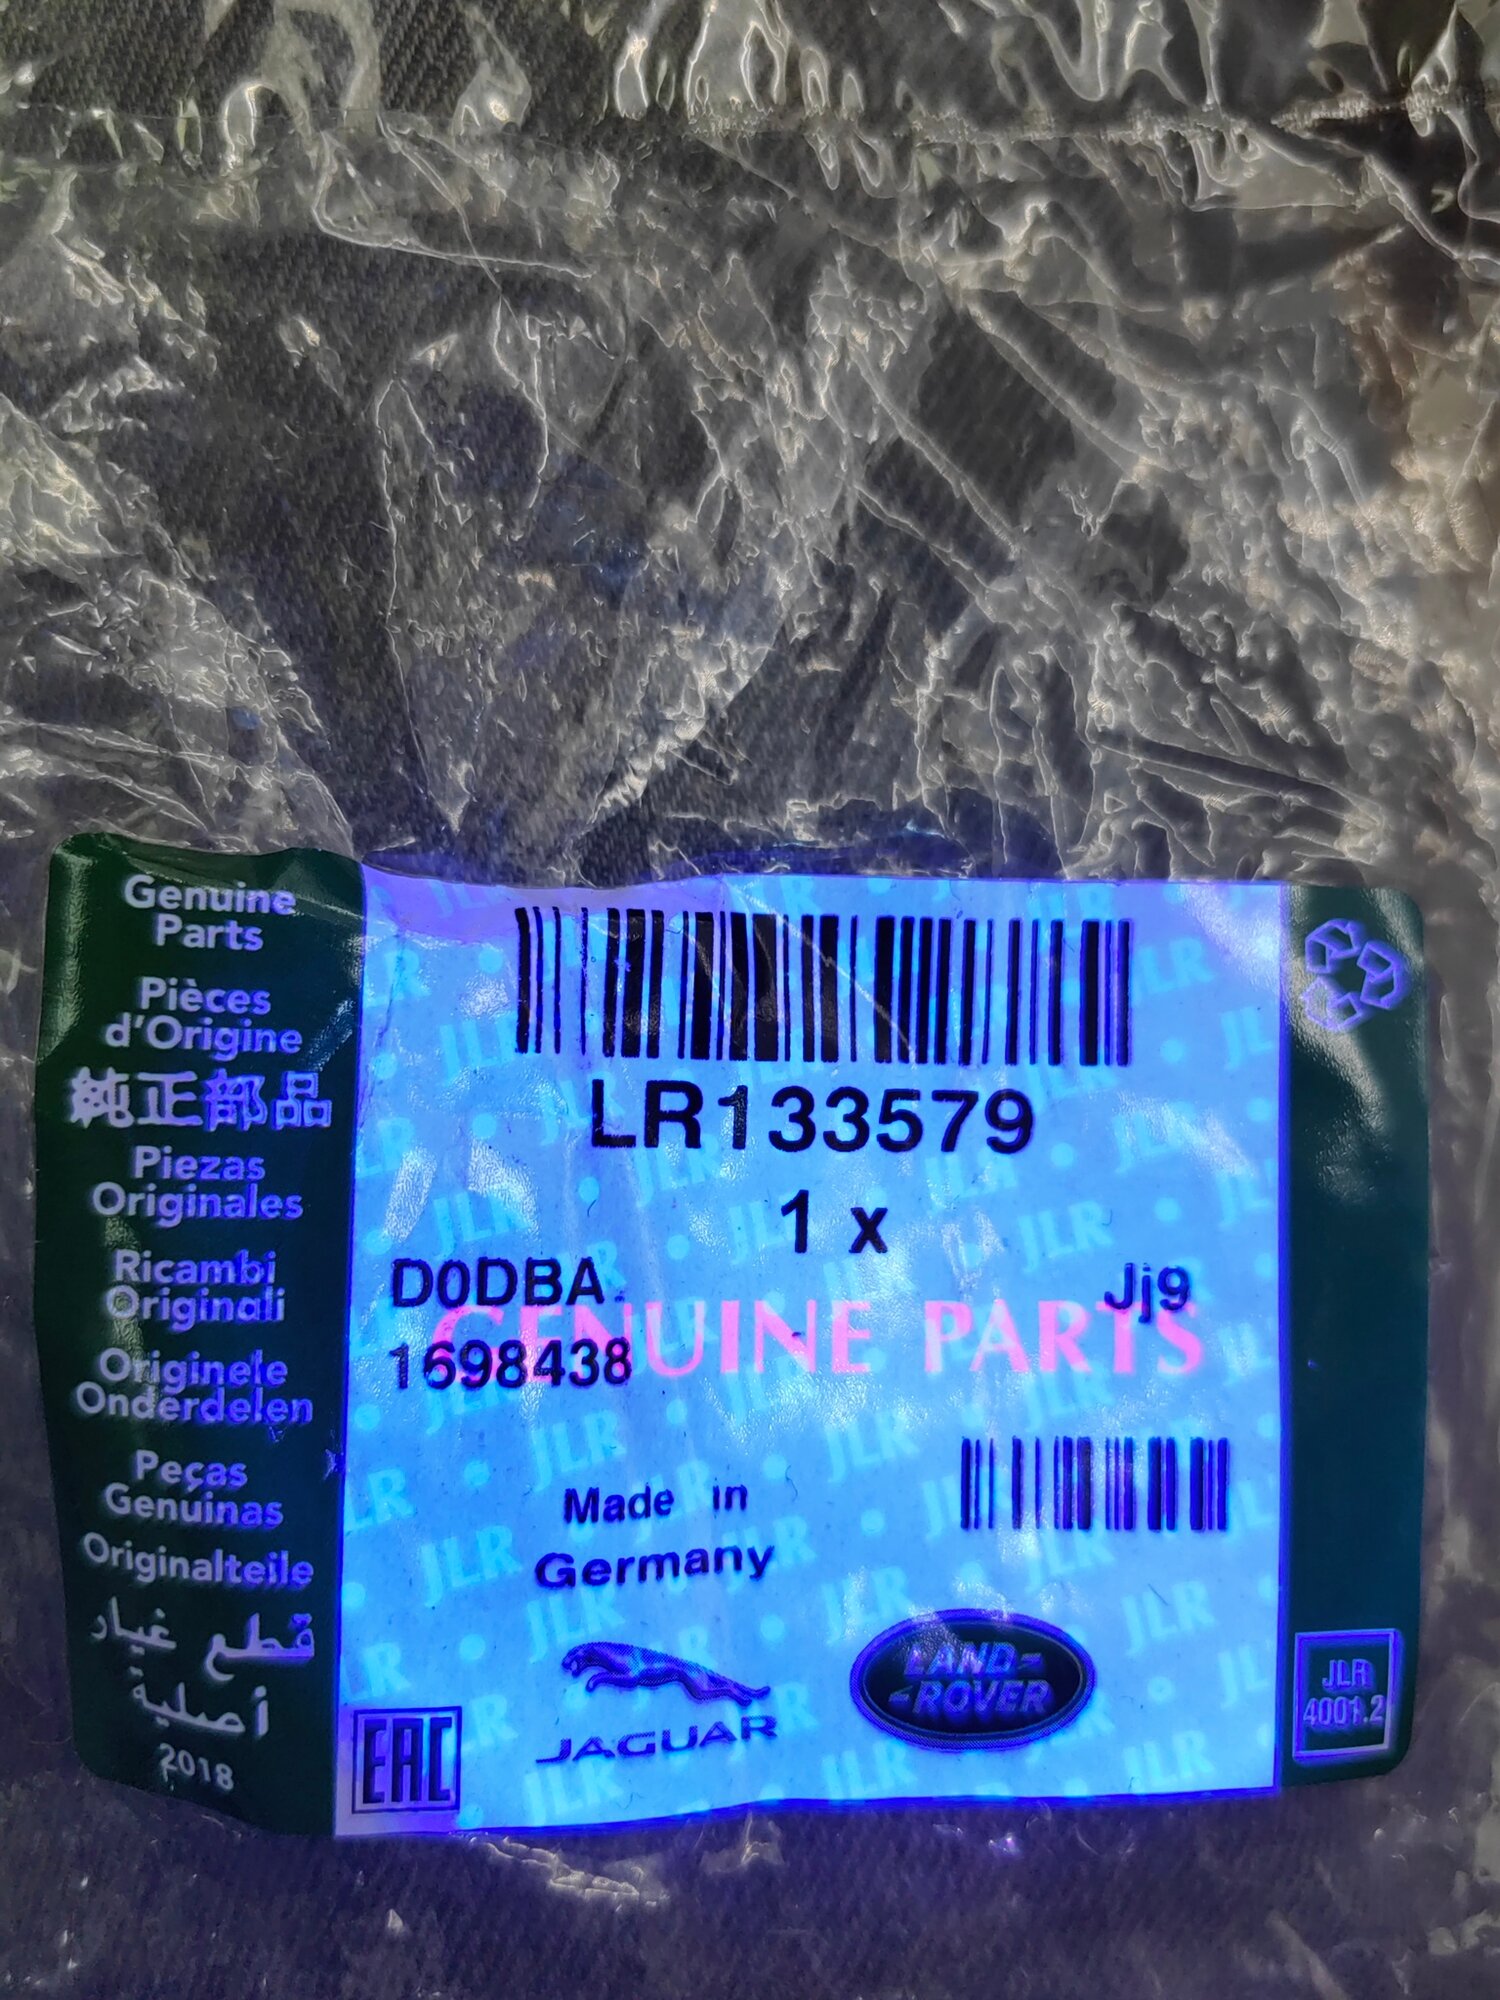 Genuine
Parts
Pièces
d'Origine
純正部品
Piezas
Originales
Ricambi
Originali
Originele
Onderdelen
Peças
Genuínas
Originalteile
قطع غيار
أصلية
2018
LR133579
1 x
D0DBA
Jj9
GENUINE PARTS
1698438
Made in
Germany
JAGUAR
LAND-
-ROVER
EAC
JLR
4001.2